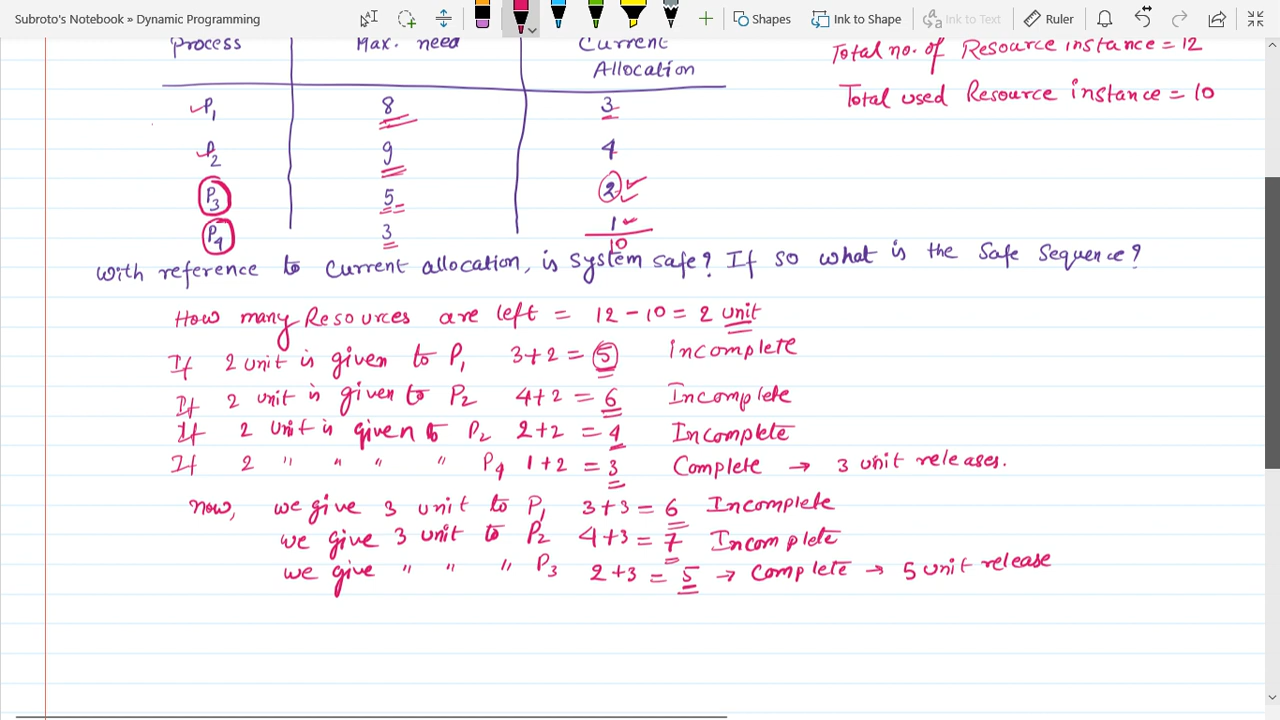 Subroto's Notebook » Dynamic Programming
Shapes Ink to Shape Ink to Text Ruler
Process Max. need Current Allocation
Total no. of Resource instance = 12
Total used Resource instance = 10
P1 8 3
P2 9 4
P3 5 2
P4 3 1
10
With reference to Current allocation, is system safe? If so what is the Safe Sequence?
How many Resources are left = 12 - 10 = 2 unit
If 2 unit is given to P1 3+2 = 5 Incomplete
If 2 unit is given to P2 4+2 = 6 Incomplete
If 2 unit is given to P2 2+2 = 4 Incomplete
If 2 " " " " P4 1+2 = 3 Complete → 3 unit releases.
Now, we give 3 unit to P1 3+3 = 6 Incomplete
we give 3 unit to P2 4+3 = 7 Incomplete
we give " " " P3 2+3 = 5 → Complete → 5 unit release